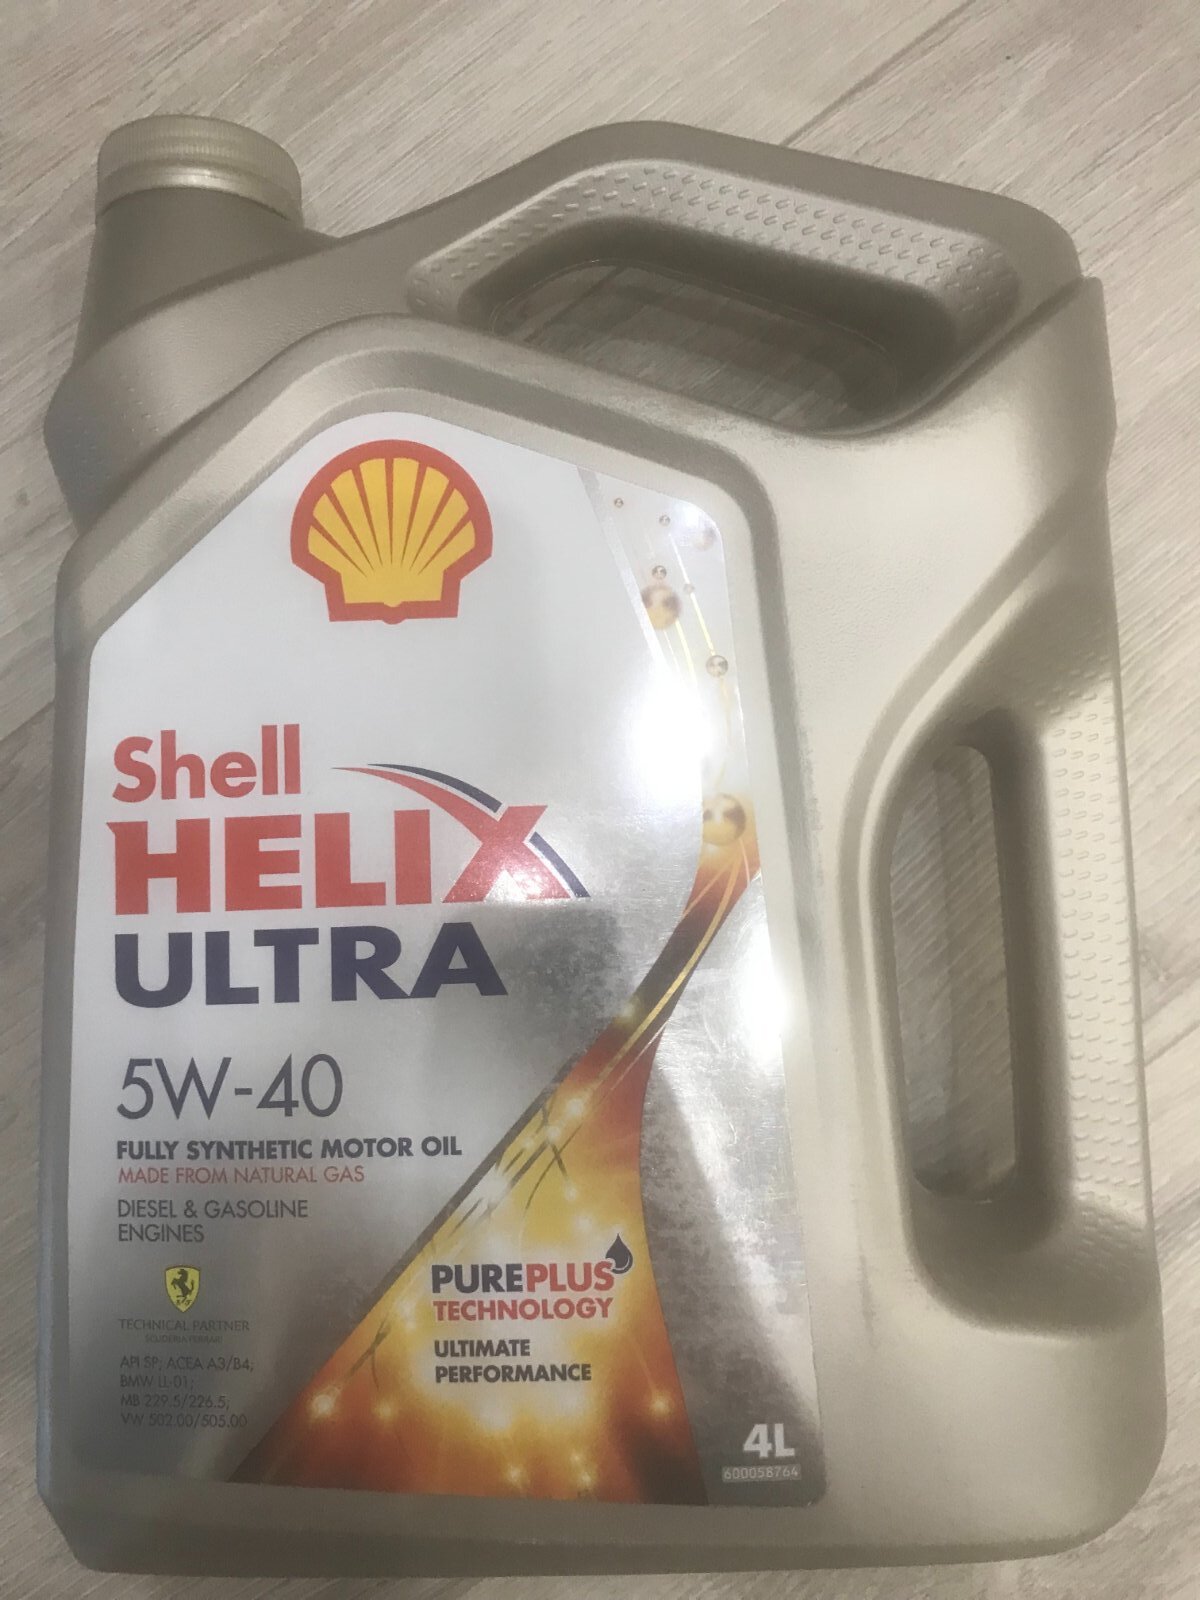 Shell
HELIX
ULTRA
5W-40
FULLY SYNTHETIC MOTOR OIL
MADE FROM NATURAL GAS
DIESEL & GASOLINE
ENGINES
TECHNICAL PARTNER
SCUDERIA FERRARI
API SP; ACEA A3/B4;
BMW LL-01;
MB 229.5/226.5,
VW 502.00/505.00
PUREPLUS
TECHNOLOGY
ULTIMATE
PERFORMANCE
4L
600058764